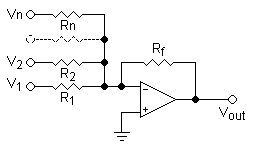 Vn Rn
V2 R2
V1 R1
Rf
−
+
Vout